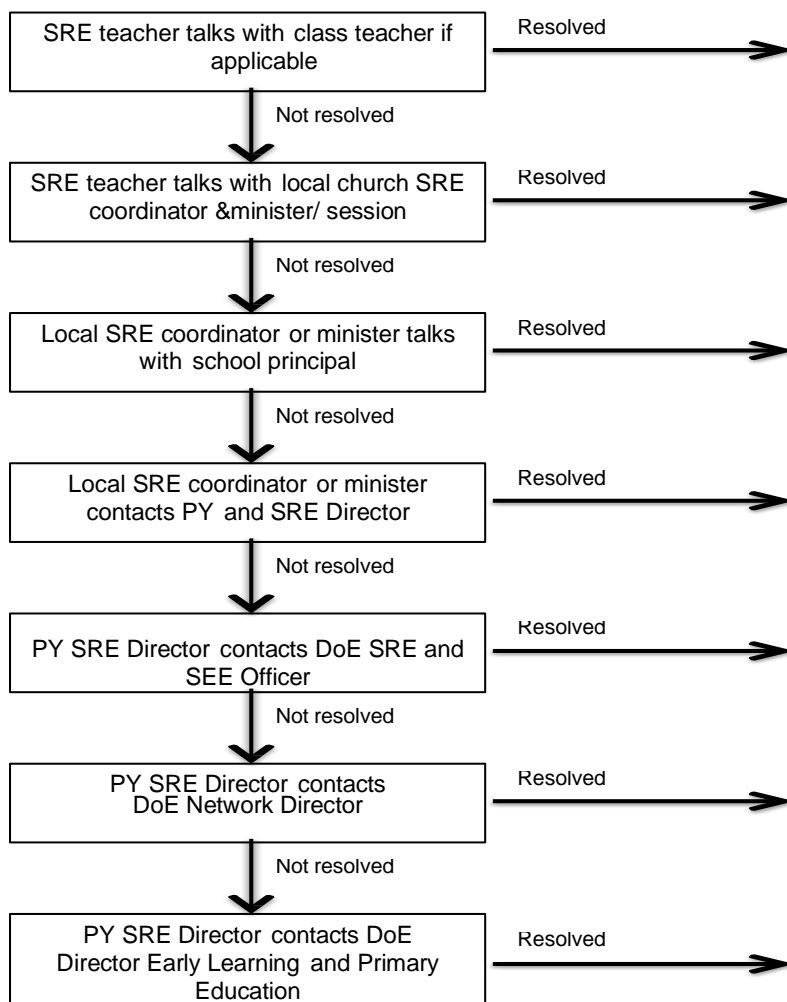 SRE teacher talks with class teacher if
applicable
Resolved
Not resolved
SRE teacher talks with local church SRE
coordinator &minister/ session
Resolved
Not resolved
Local SRE coordinator or minister talks
with school principal
Resolved
Not resolved
Local SRE coordinator or minister
contacts PY and SRE Director
Resolved
Not resolved
PY SRE Director contacts DoE SRE and
SEE Officer
Resolved
Not resolved
PY SRE Director contacts
DoE Network Director
Resolved
Not resolved
PY SRE Director contacts DoE
Director Early Learning and Primary
Education
Resolved